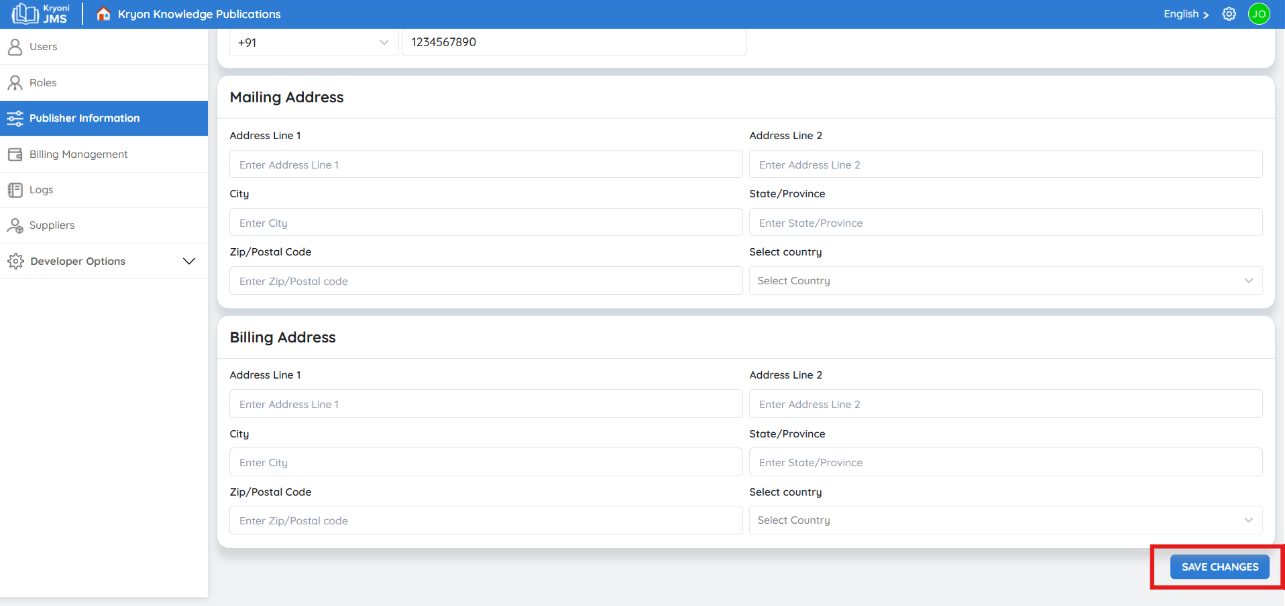 Kryoni
JMS
Kryon Knowledge Publications
English
JO
Users
Roles
Publisher Information
Billing Management
Logs
Suppliers
Developer Options
+91
1234567890
Mailing Address
Address Line 1
Address Line 2
Enter Address Line 1
Enter Address Line 2
City
State/Province
Enter City
Enter State/Province
Zip/Postal Code
Select country
Enter Zip/Postal code
Select Country
Billing Address
Address Line 1
Address Line 2
Enter Address Line 1
Enter Address Line 2
City
State/Province
Enter City
Enter State/Province
Zip/Postal Code
Select country
Enter Zip/Postal code
Select Country
SAVE CHANGES